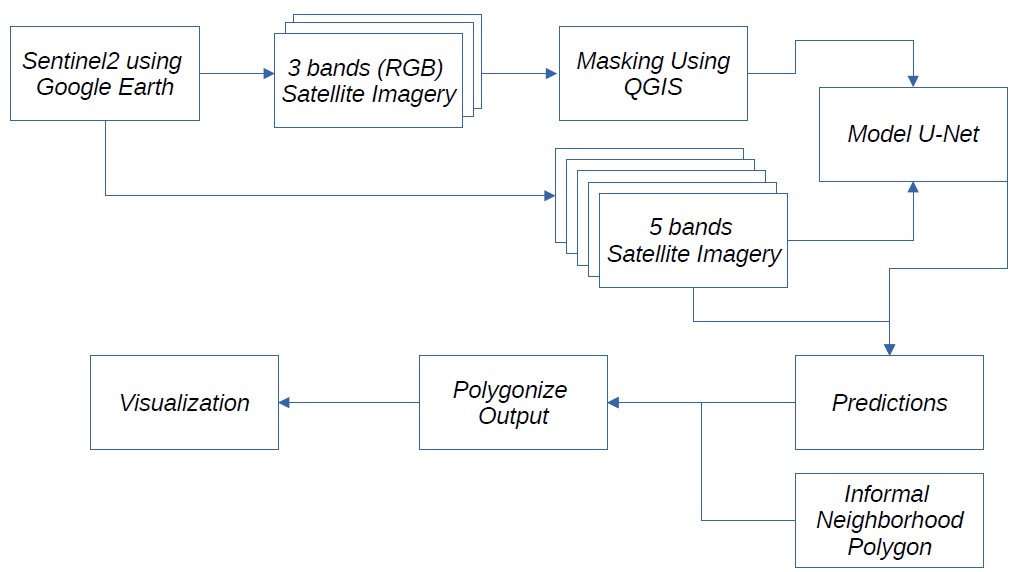 Sentinel2 using
Google Earth
3 bands (RGB)
Satellite Imagery
Masking Using
QGIS
Model U-Net
5 bands
Satellite Imagery
Visualization
Polygonize
Output
Predictions
Informal
Neighborhood
Polygon